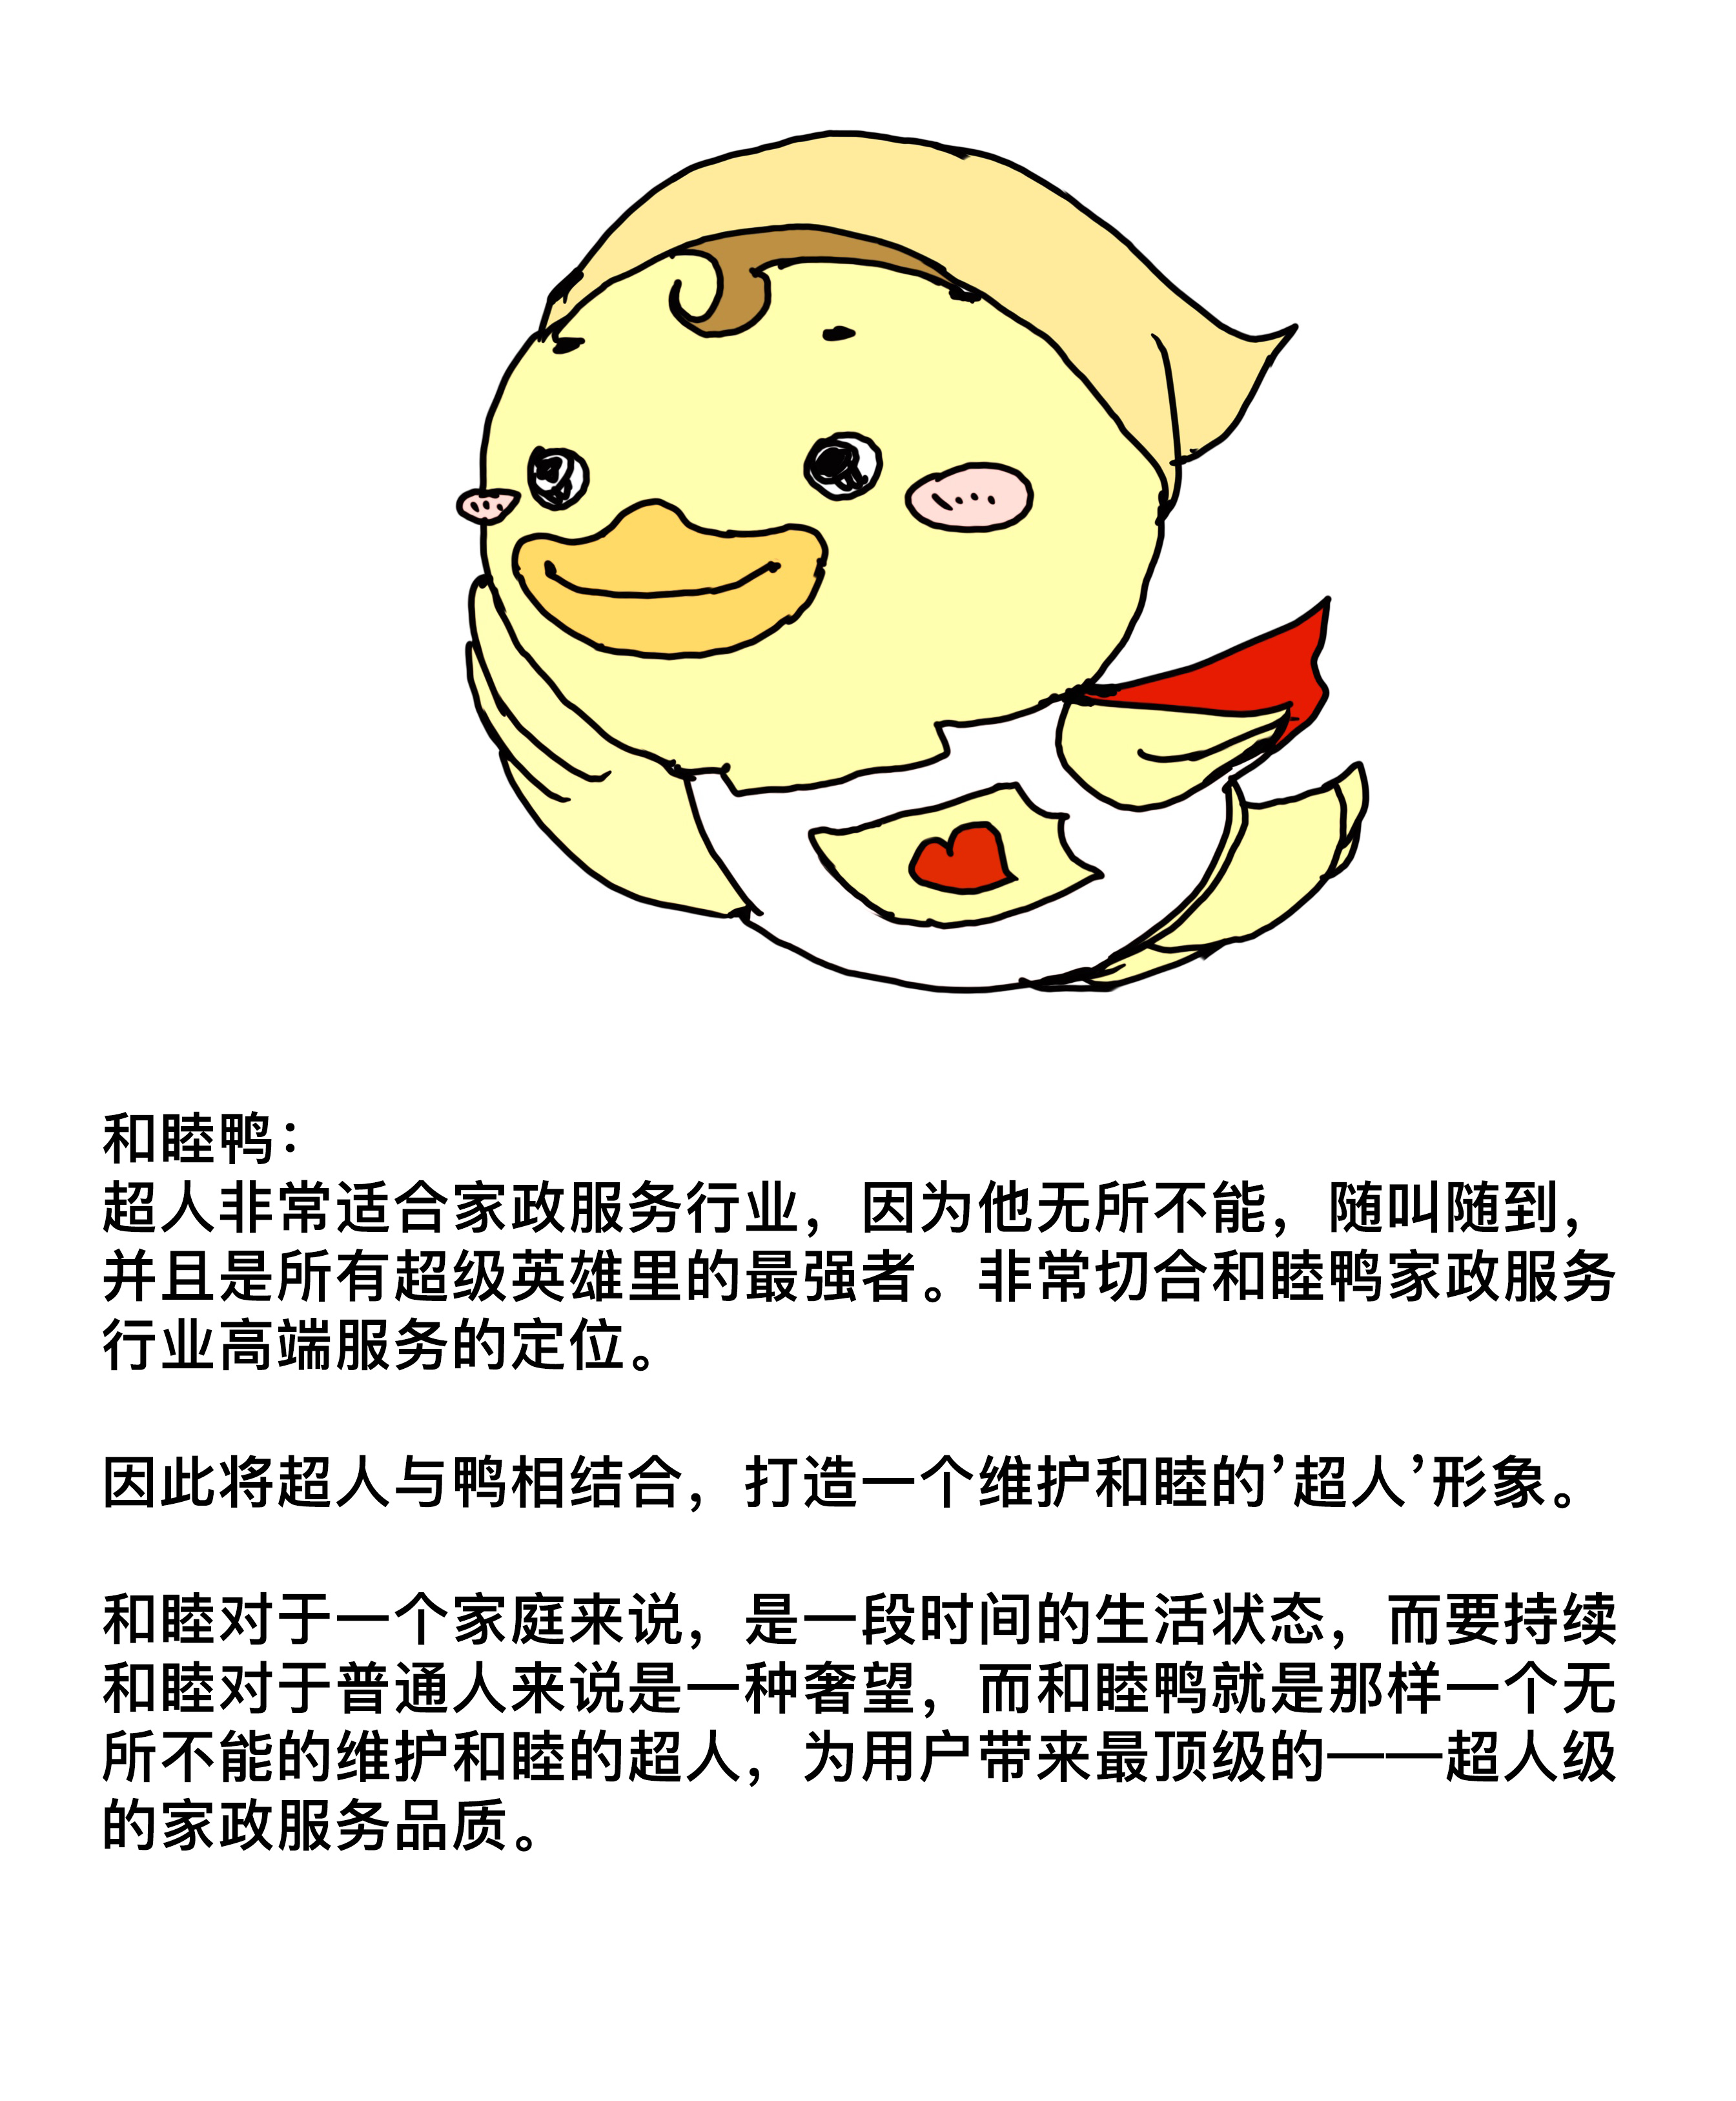 和睦鸭：
超人非常适合家政服务行业，因为他无所不能，随叫随到，
并且是所有超级英雄里的最强者。非常切合和睦鸭家政服务
行业高端服务的定位。
因此将超人与鸭相结合，打造一个维护和睦的’超人’形象。
和睦对于一个家庭来说，是一段时间的生活状态，而要持续
和睦对于普通人来说是一种奢望，而和睦鸭就是那样一个无
所不能的维护和睦的超人，为用户带来最顶级的——超人级
的家政服务品质。